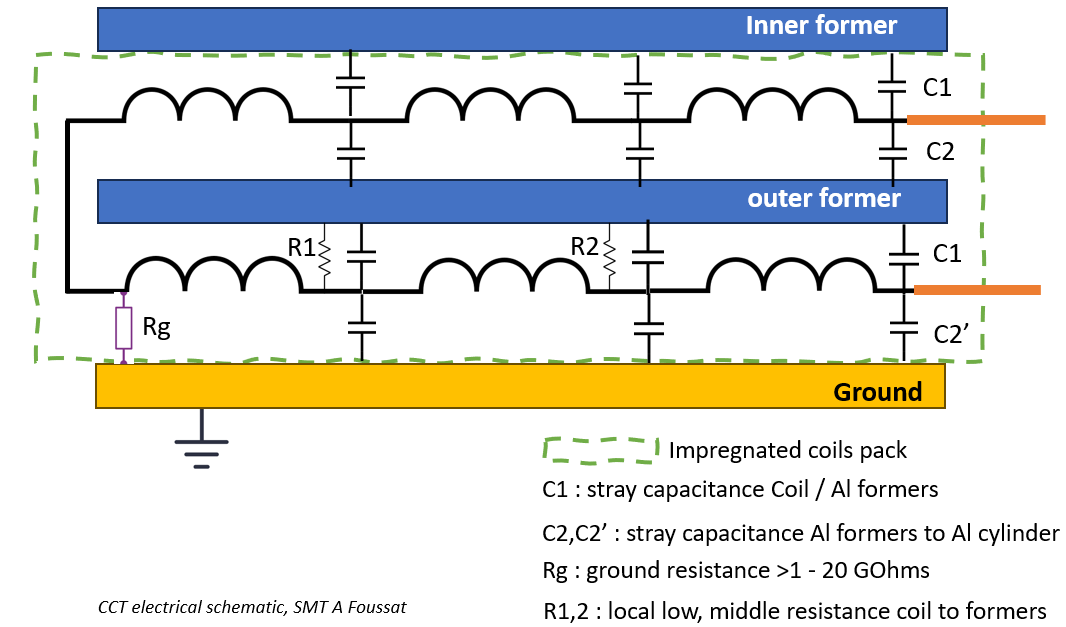 Inner former
C1
C2
outer former
R1
R2
C1
Rg
C2’
Ground
Impregnated coils pack
C1 : stray capacitance Coil / Al formers
C2,C2’ : stray capacitance Al formers to Al cylinder
Rg : ground resistance >1 - 20 GOhms
R1,2 : local low, middle resistance coil to formers
CCT electrical schematic, SMT A Foussat